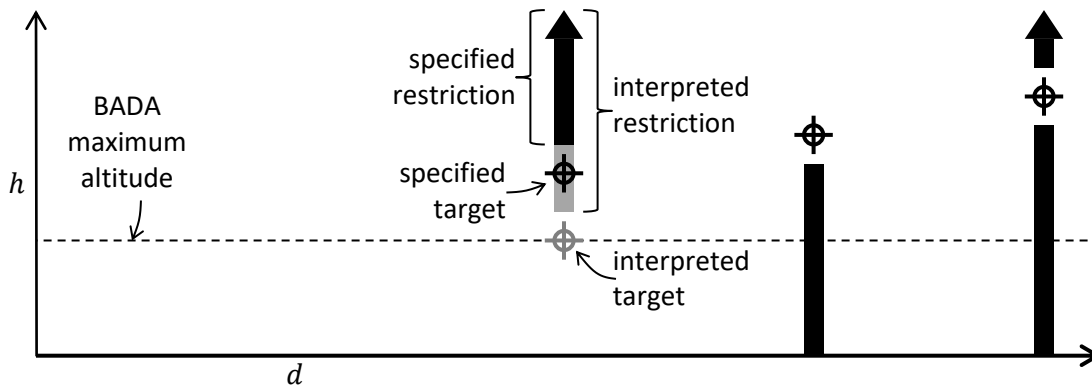 specified
restriction
interpreted
restriction
BADA
maximum
altitude
h
specified
target
interpreted
target
d